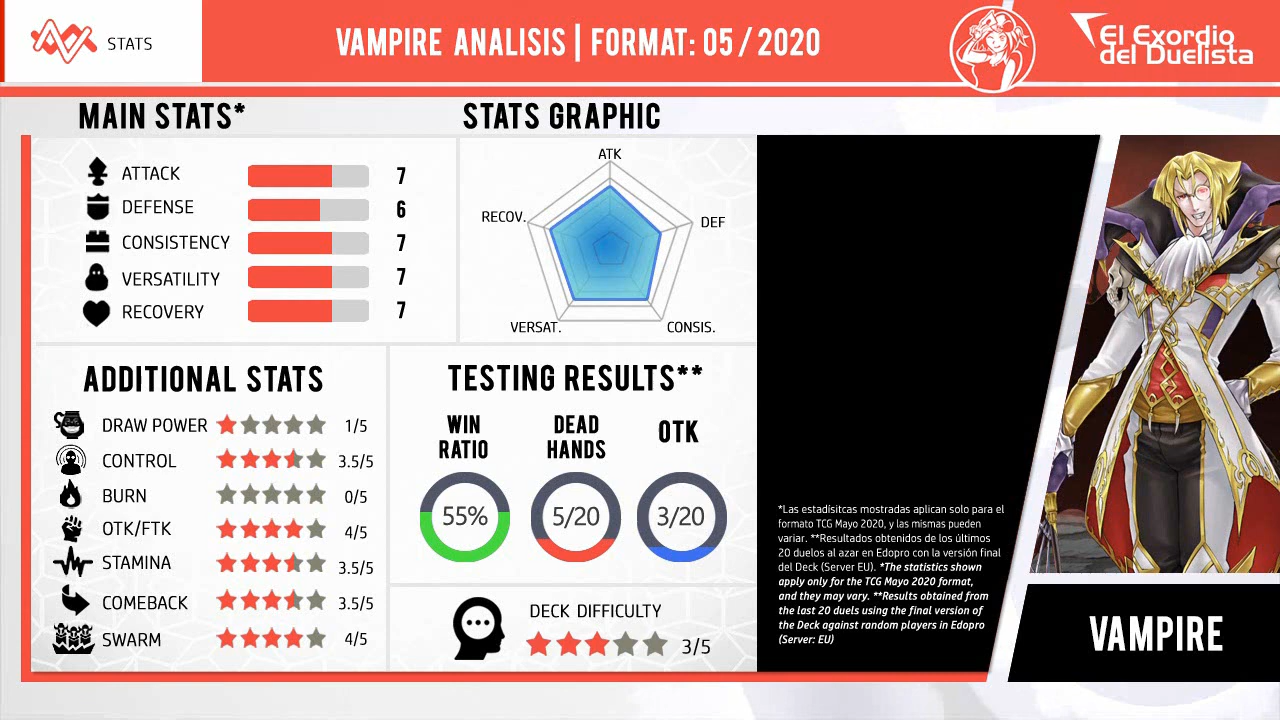 STATS
VAMPIRE ANALISIS | FORMAT: 05 / 2020
El Exordio
del Duelista
MAIN STATS*
ATTACK 7
DEFENSE 6
CONSISTENCY 7
VERSATILITY 7
RECOVERY 7
STATS GRAPHIC
ATK
RECOV.
DEF
VERSAT.
CONSIS.
ADDITIONAL STATS
DRAW POWER 1/5
CONTROL 3.5/5
BURN 0/5
OTK/FTK 4/5
STAMINA 3.5/5
COMEBACK 3.5/5
SWARM 4/5
TESTING RESULTS**
WIN
RATIO
DEAD
HANDS
OTK
55%
5/20
3/20
DECK DIFFICULTY
3/5
*Las estadísitcas mostradas aplican solo para el
formato TCG Mayo 2020, y las mismas pueden
variar. **Resultados obtenidos de los últimos
20 duelos al azar en Edopro con la versión final
del Deck (Server EU). *The statistics shown
apply only for the TCG Mayo 2020 format,
and they may vary. **Results obtained from
the last 20 duels using the final version of
the Deck against random players in Edopro
(Server: EU)
VAMPIRE